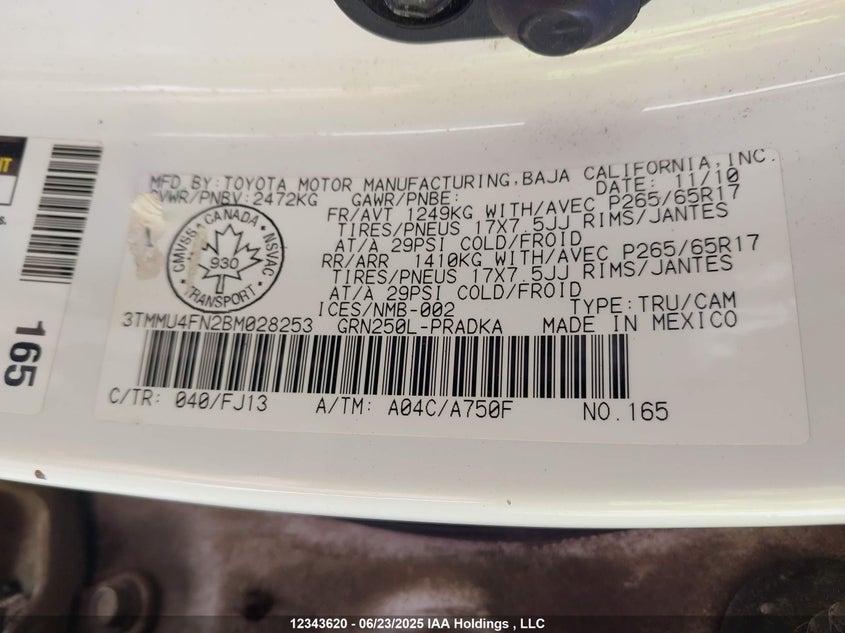 MFD.BY:TOYOTA MOTOR MANUFACTURING,BAJA CALIFORNIA,INC.
GVWR/PNBV:2472KG GAWR/PNBE: DATE: 11/10
FR/AVT 1249KG WITH/AVEC P265/65R17
TIRES/PNEUS 17X7.5JJ RIMS/JANTES
AT/À 29PSI COLD/FROID
RR/ARR 1410KG WITH/AVEC P265/65R17
TIRES/PNEUS 17X7.5JJ RIMS/JANTES
AT/À 29PSI COLD/FROID
ICES/NMB-002 TYPE:TRU/CAM
CANADA
CMVSS NSVAC
930
TRANSPORT
3TMMU4FN2BM028253 GRN250L-PRADKA MADE IN MEXICO
C/TR: 040/FJ13 A/TM: A04C/A750F NO.165
165
12343620 - 06/23/2025 IAA Holdings , LLC